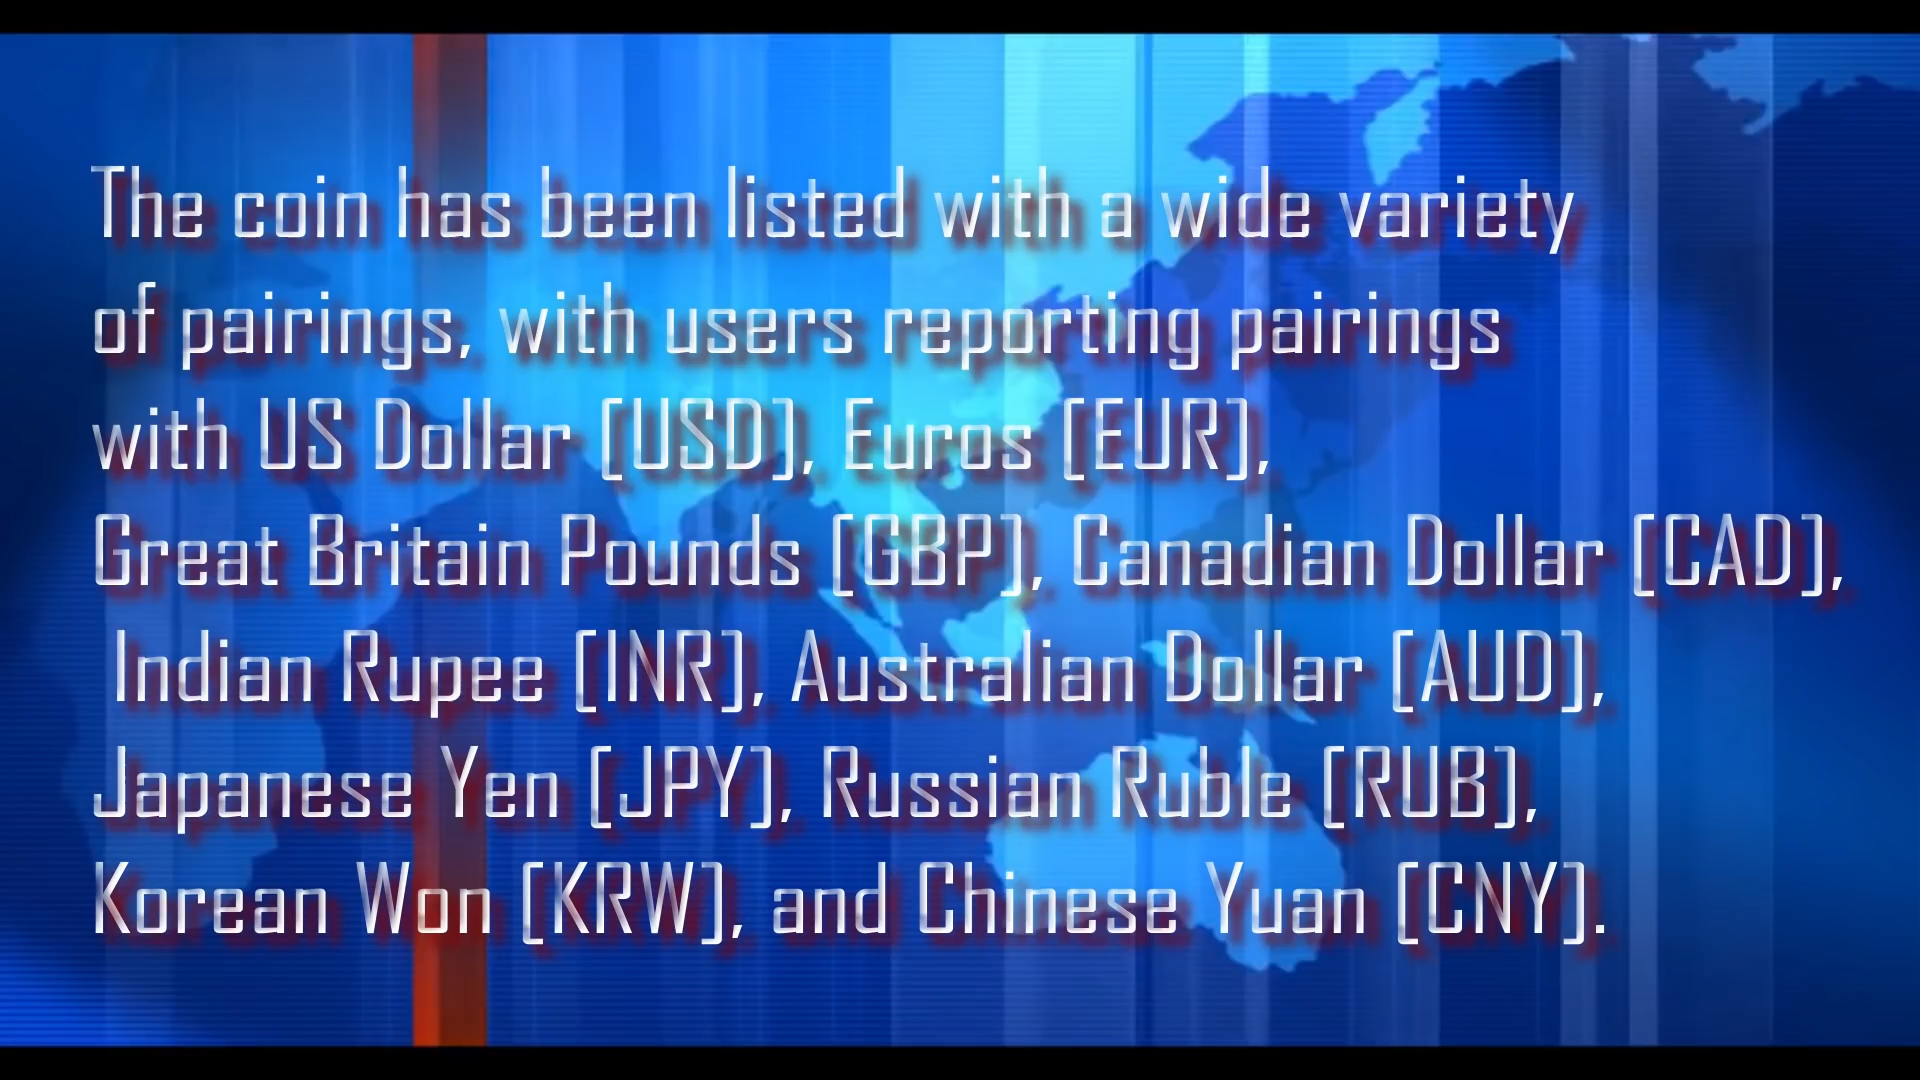 The coin has been listed with a wide variety
of pairings, with users reporting pairings
with US Dollar (USD), Euros (EUR),
Great Britain Pounds (GBP), Canadian Dollar (CAD),
Indian Rupee (INR), Australian Dollar (AUD),
Japanese Yen (JPY), Russian Ruble (RUB),
Korean Won (KRW), and Chinese Yuan (CNY).